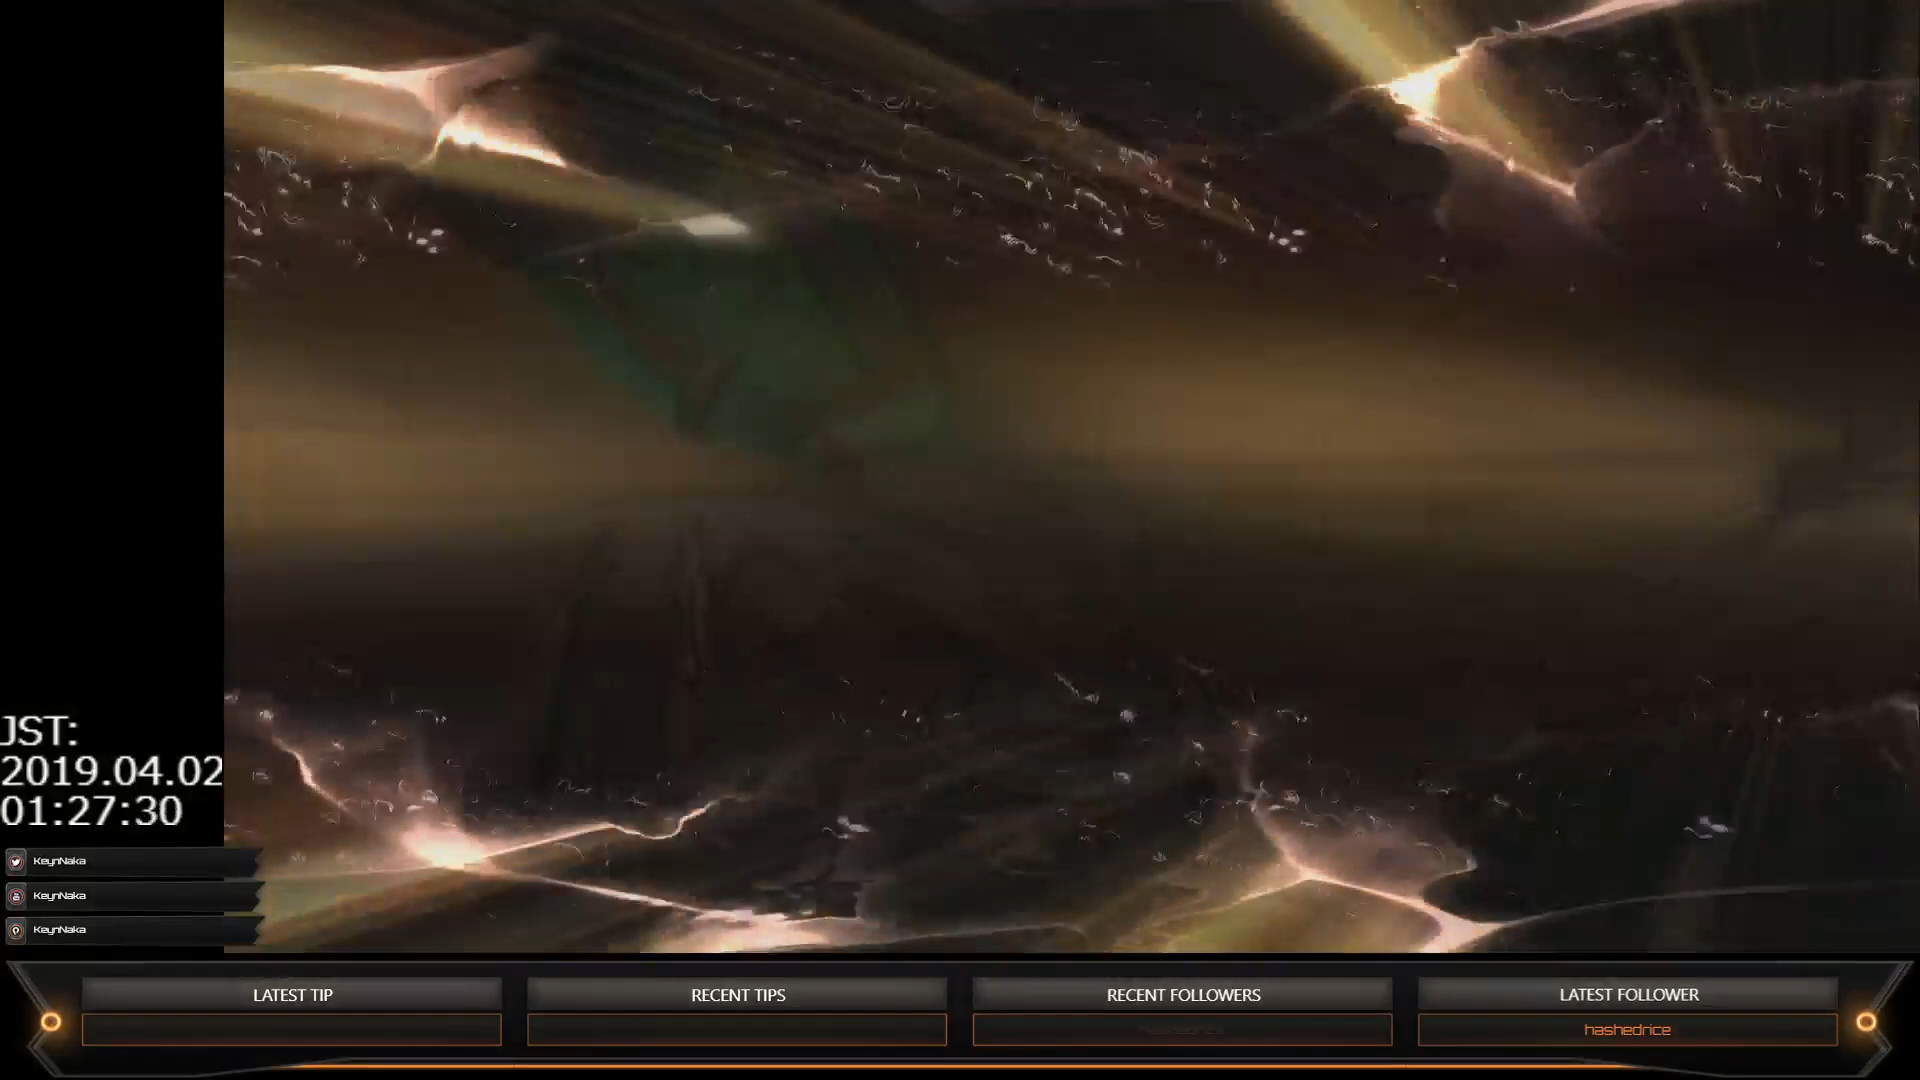 JST:
2019.04.02
01:27:30
KeynNaka
KeynNaka
KeynNaka
LATEST TIP
RECENT TIPS
RECENT FOLLOWERS
LATEST FOLLOWER
hashedrice